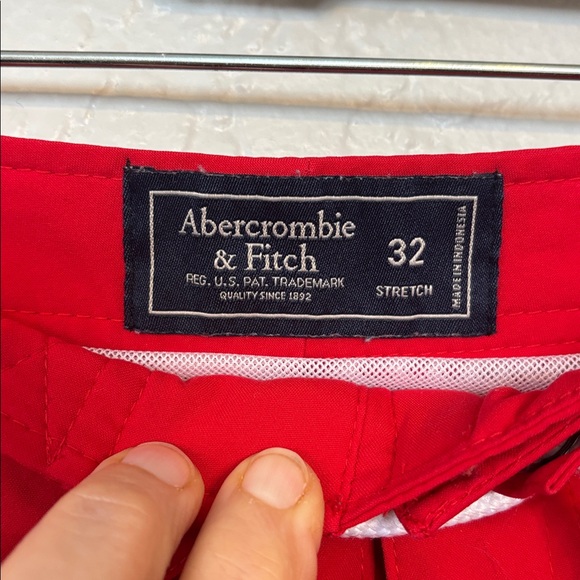 Abercrombie
& Fitch
REG. U.S. PAT. TRADEMARK
QUALITY SINCE 1892
32
STRETCH
MADE IN INDONESIA